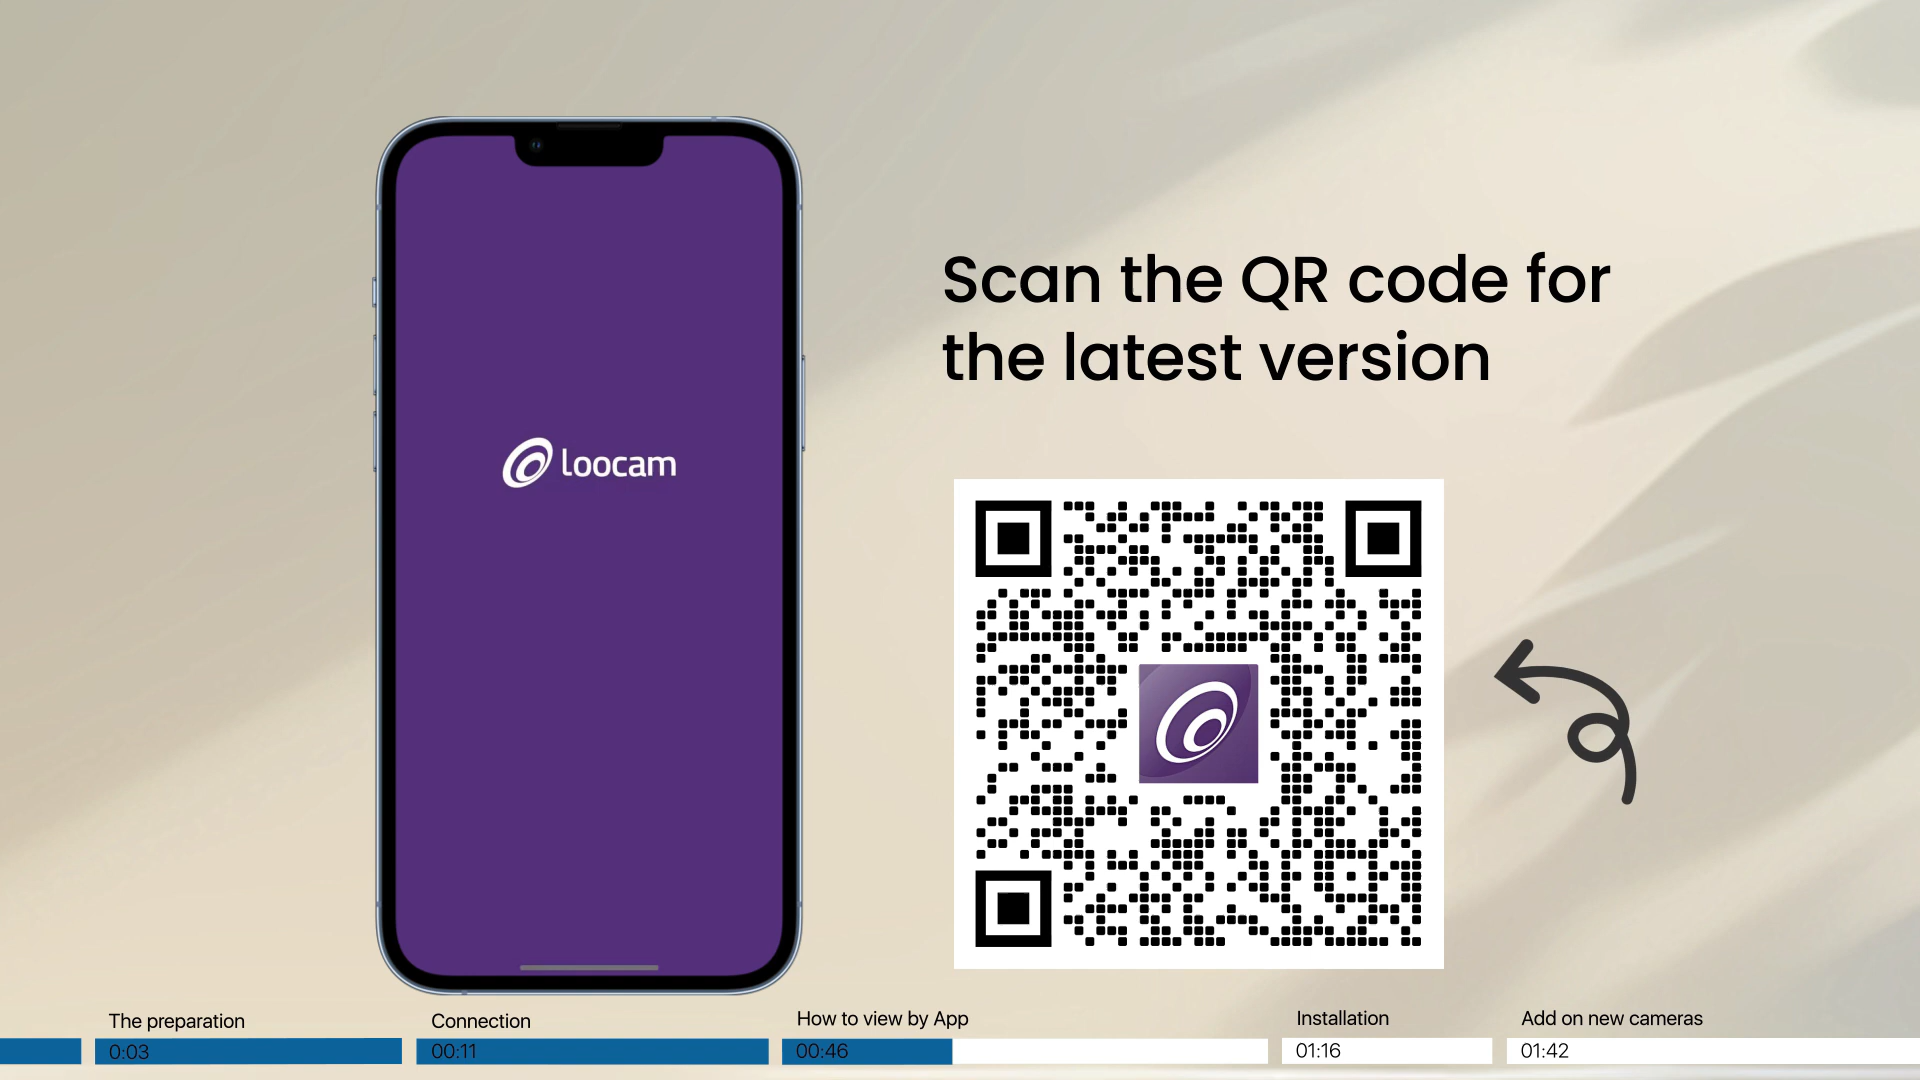 loocam
Scan the QR code for
the latest version
The preparation
0:03
Connection
00:11
How to view by App
00:46
Installation
01:16
Add on new cameras
01:42